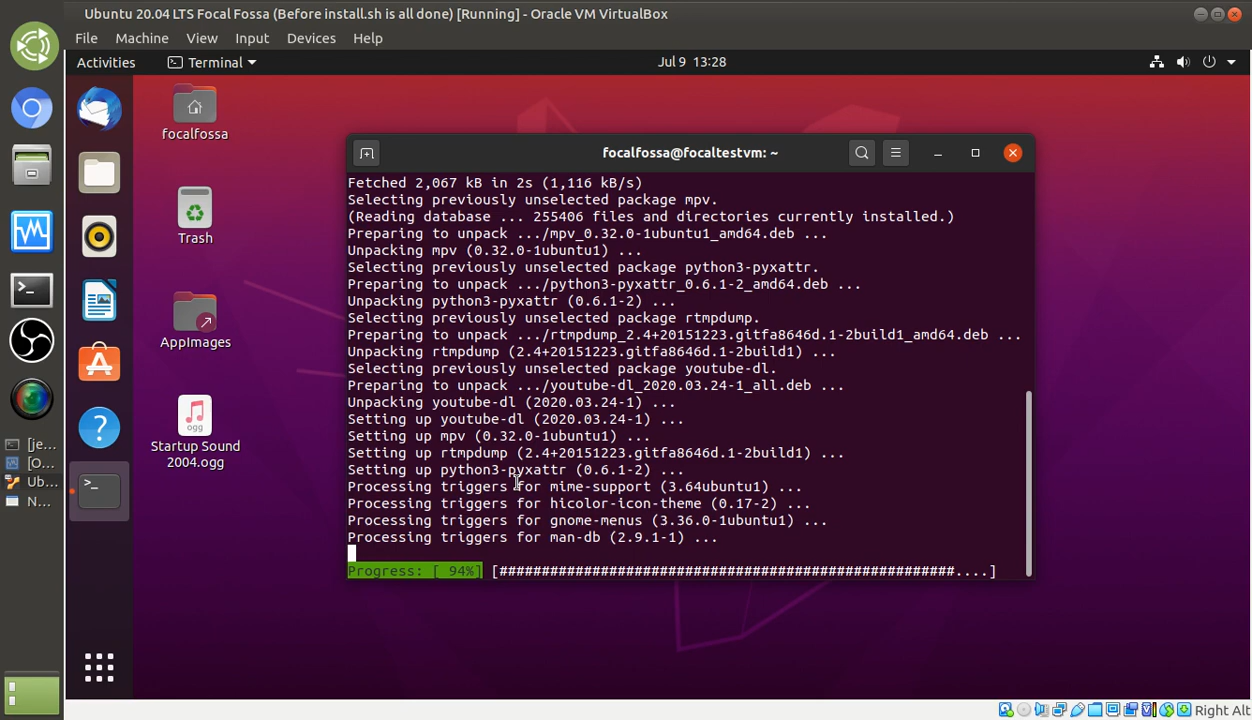 Ubuntu 20.04 LTS Focal Fossa (Before install.sh is all done) [Running] - Oracle VM VirtualBox
File Machine View Input Devices Help
Activities Terminal Jul 9 13:28
focalfossa
Trash
AppImages
ogg
Startup Sound
2004.ogg
focalfossa@focaltestvm: ~
Fetched 2,067 kB in 2s (1,116 kB/s)
Selecting previously unselected package mpv.
(Reading database ... 255406 files and directories currently installed.)
Preparing to unpack .../mpv_0.32.0-1ubuntu1_amd64.deb ...
Unpacking mpv (0.32.0-1ubuntu1) ...
Selecting previously unselected package python3-pyxattr.
Preparing to unpack .../python3-pyxattr_0.6.1-2_amd64.deb ...
Unpacking python3-pyxattr (0.6.1-2) ...
Selecting previously unselected package rtmpdump.
Preparing to unpack .../rtmpdump_2.4+20151223.gitfa8646d.1-2build1_amd64.deb ...
Unpacking rtmpdump (2.4+20151223.gitfa8646d.1-2build1) ...
Selecting previously unselected package youtube-dl.
Preparing to unpack .../youtube-dl_2020.03.24-1_all.deb ...
Unpacking youtube-dl (2020.03.24-1) ...
Setting up youtube-dl (2020.03.24-1) ...
Setting up mpv (0.32.0-1ubuntu1) ...
Setting up rtmpdump (2.4+20151223.gitfa8646d.1-2build1) ...
Setting up python3-pyxattr (0.6.1-2) ...
Processing triggers for mime-support (3.64ubuntu1) ...
Processing triggers for hicolor-icon-theme (0.17-2) ...
Processing triggers for gnome-menus (3.36.0-1ubuntu1) ...
Processing triggers for man-db (2.9.1-1) ...
Progress: [ 94%] [######################################################....]
[je...
[O...
Ub...
N...
Right Alt